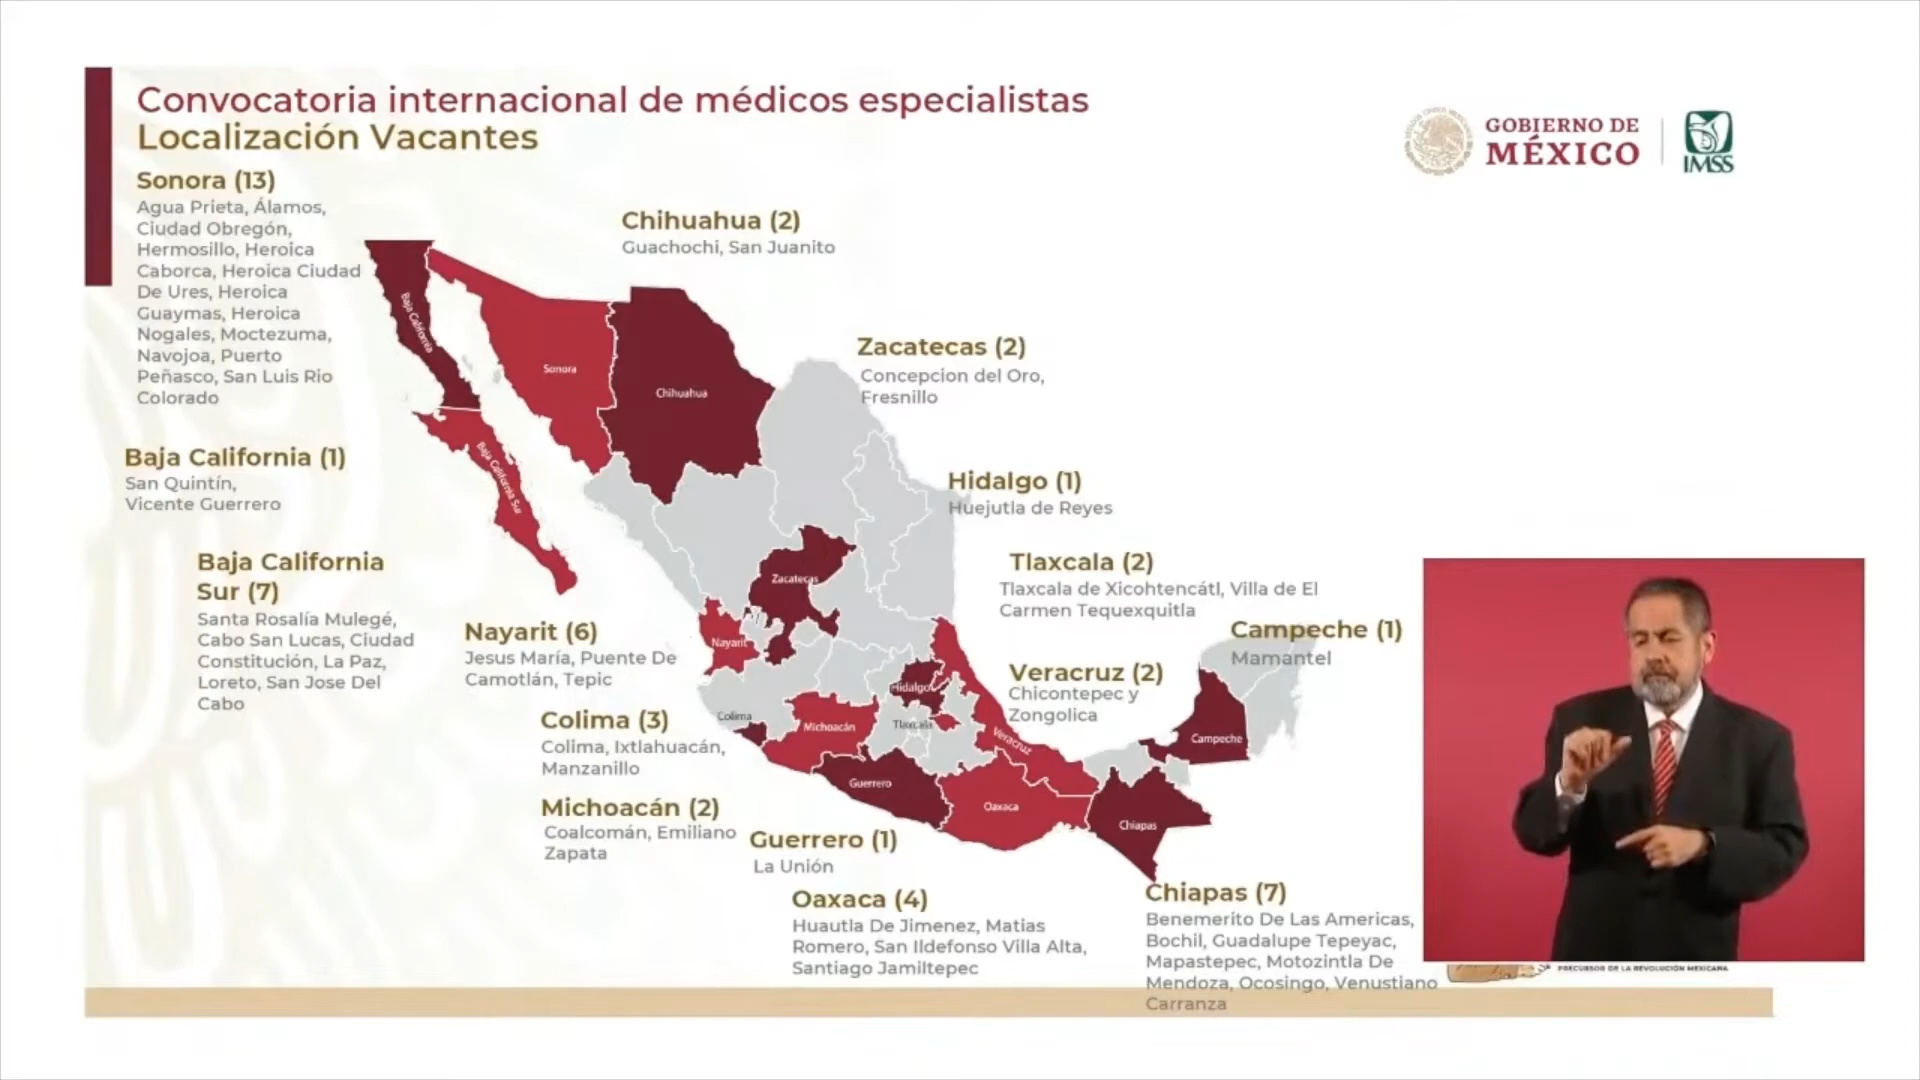 Convocatoria internacional de médicos especialistas
Localización Vacantes
GOBIERNO DE
MÉXICO
IMSS
Sonora (13)
Agua Prieta, Álamos,
Ciudad Obregón,
Hermosillo, Heroica
Caborca, Heroica Ciudad
De Ures, Heroica
Guaymas, Heroica
Nogales, Moctezuma,
Navojoa, Puerto
Peñasco, San Luis Rio
Colorado
Chihuahua (2)
Guachochi, San Juanito
Zacatecas (2)
Concepcion del Oro,
Fresnillo
Baja California (1)
San Quintín,
Vicente Guerrero
Hidalgo (1)
Huejutla de Reyes
Baja California
Sur (7)
Santa Rosalía Mulegé,
Cabo San Lucas, Ciudad
Constitución, La Paz,
Loreto, San Jose Del
Cabo
Tlaxcala (2)
Tlaxcala de Xicohtencátl, Villa de El
Carmen Tequexquitla
Nayarit (6)
Jesus María, Puente De
Camotlán, Tepic
Campeche (1)
Mamantel
Veracruz (2)
Chicontepec y
Zongolica
Colima (3)
Colima, Ixtlahuacán,
Manzanillo
Michoacán (2)
Coalcomán, Emiliano
Zapata
Guerrero (1)
La Unión
Oaxaca (4)
Huautla De Jimenez, Matias
Romero, San Ildefonso Villa Alta,
Santiago Jamiltepec
Chiapas (7)
Benemerito De Las Americas,
Bochil, Guadalupe Tepeyac,
Mapastepec, Motozintla De
Mendoza, Ocosingo, Venustiano
Carranza
Baja California
Sonora
Chihuahua
Baja California Sur
Zacatecas
Nayarit
Hidalgo
Colima
Michoacán
Tlaxcala
Veracruz
Campeche
Guerrero
Oaxaca
Chiapas
PRECURSOR DE LA REVOLUCIÓN MEXICANA